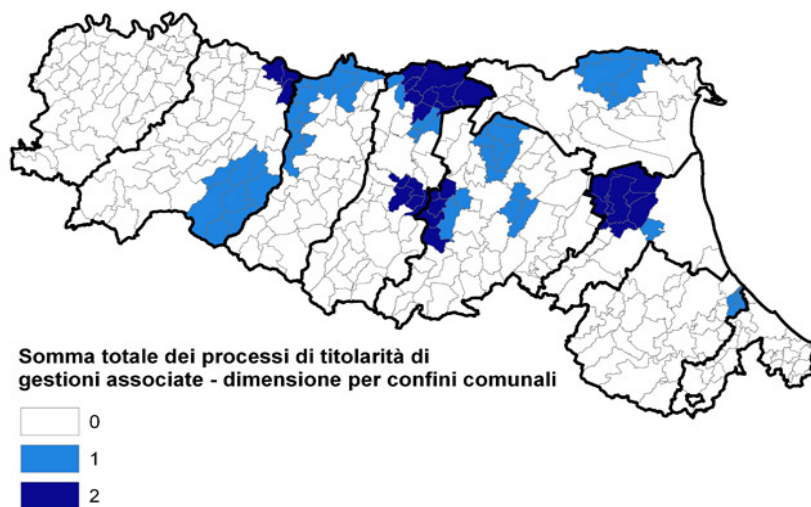 Somma totale dei processi di titolarità di
gestioni associate - dimensione per confini comunali
0
1
2